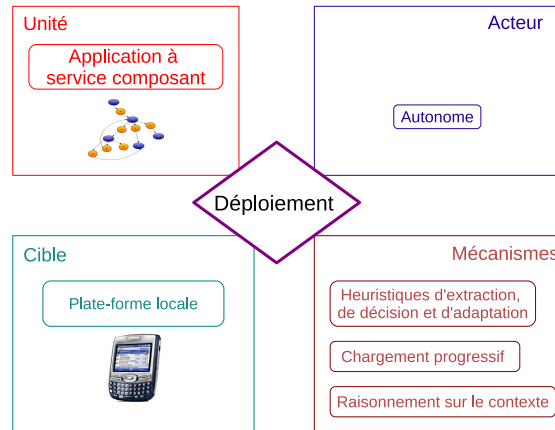 Unité
Application à
service composant
Acteur
Autonome
Déploiement
Cible
Plate-forme locale
Mécanismes
Heuristiques d'extraction,
de décision et d'adaptation
Chargement progressif
Raisonnement sur le contexte